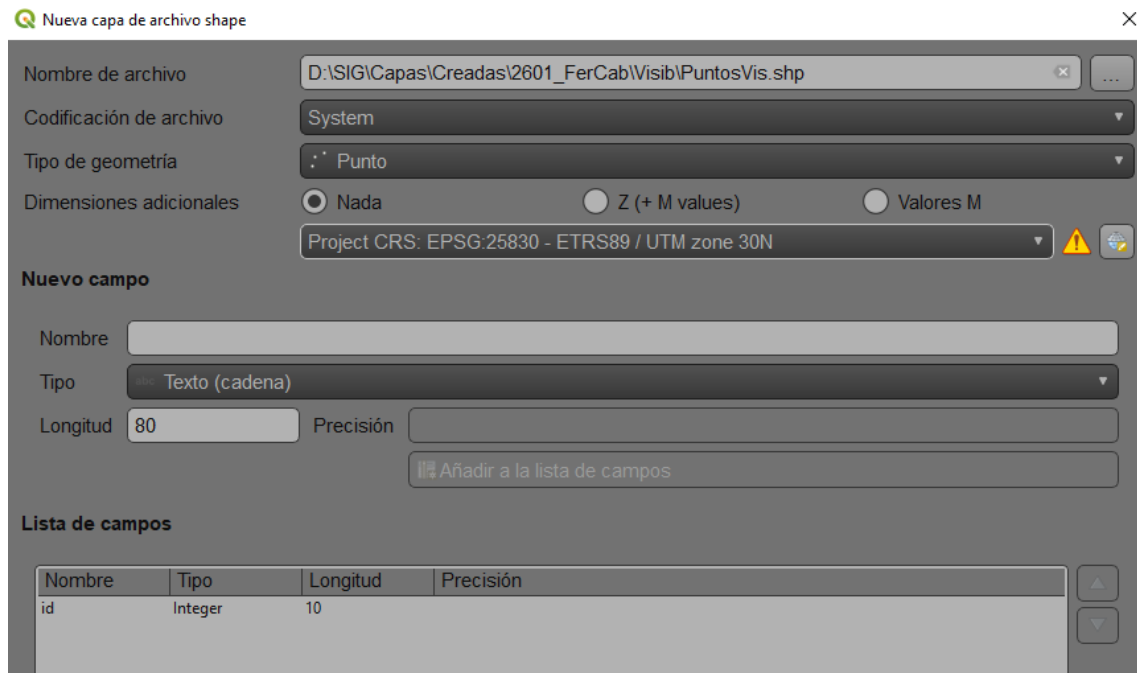 Nueva capa de archivo shape
Nombre de archivo D:\SIG\Capas\Creadas\2601_FerCab\Visib\PuntosVis.shp ...
Codificación de archivo System
Tipo de geometría Punto
Dimensiones adicionales Nada Z (+ M values) Valores M
Project CRS: EPSG:25830 - ETRS89 / UTM zone 30N
Nuevo campo
Nombre
Tipo abc Texto (cadena)
Longitud 80 Precisión
Añadir a la lista de campos
Lista de campos
Nombre Tipo Longitud Precisión
id Integer 10